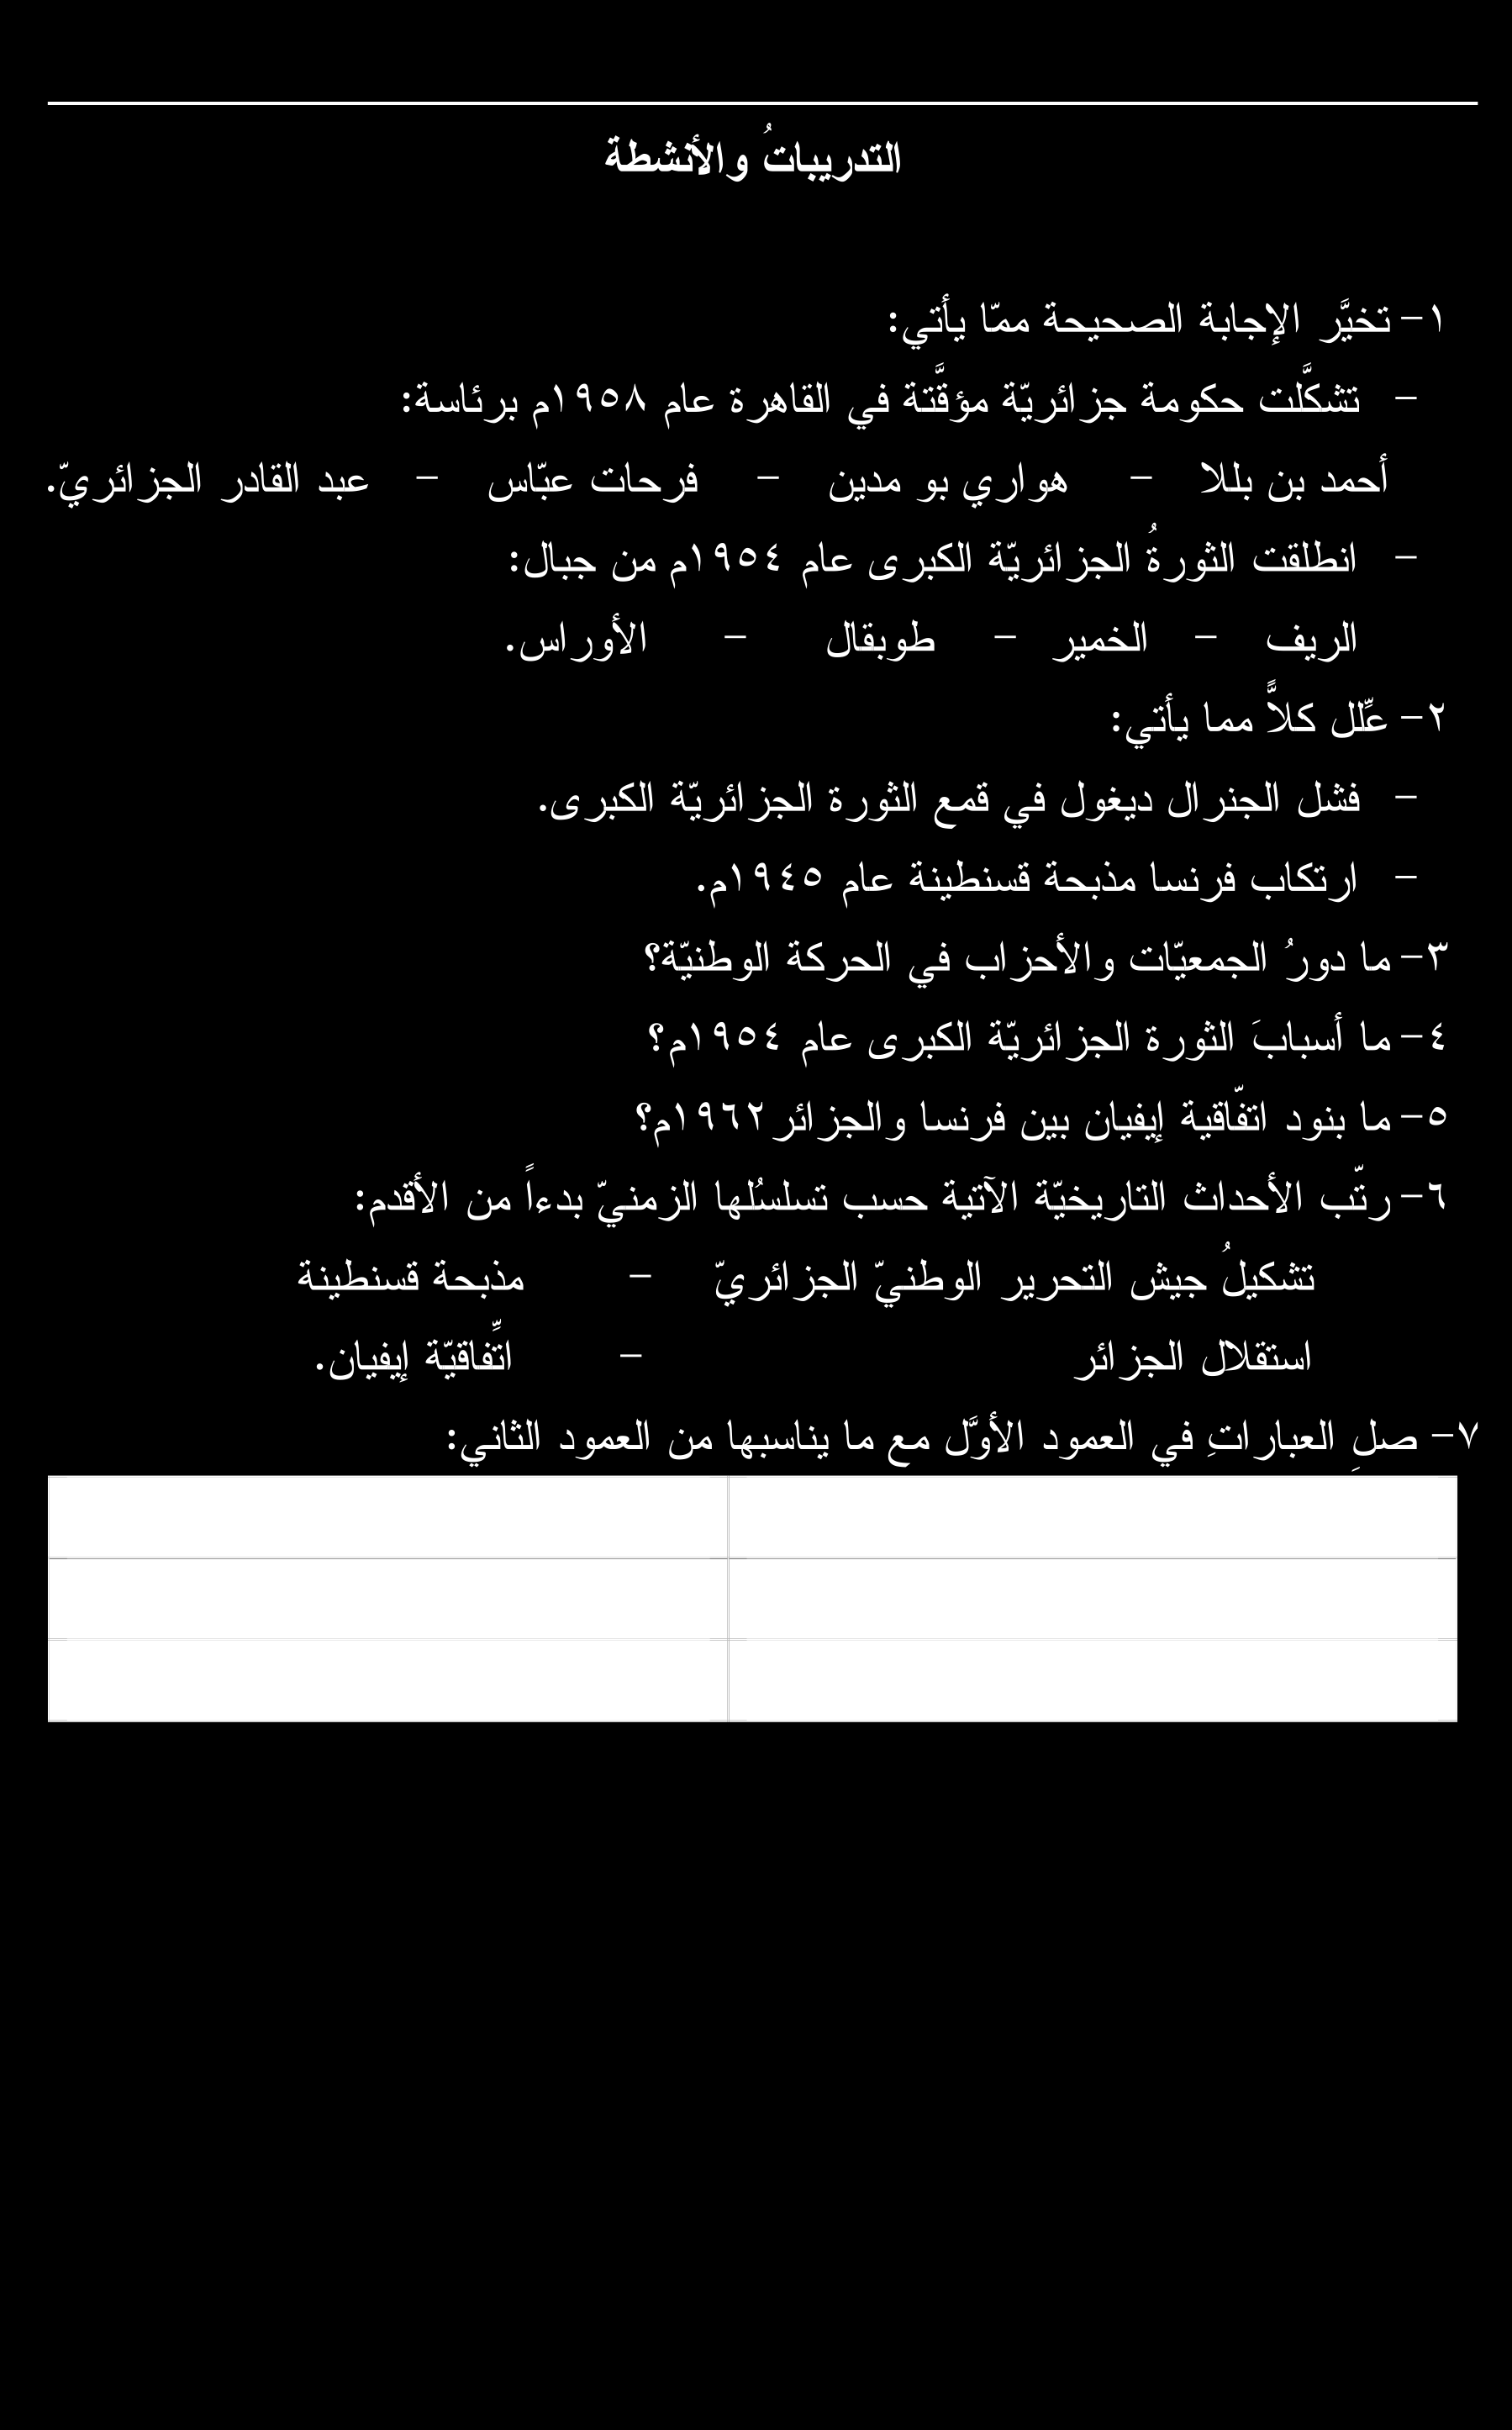 التدريباتُ والأنشطة
١- تخيَّر الإجابة الصحيحة ممّا يأتي:
- تشكَّلت حكومة جزائريّة مؤقَّتة في القاهرة عام ١٩٥٨م برئاسة:
أحمد بن بللا - هواري بو مدين - فرحات عبّاس - عبد القادر الجزائريّ.
- انطلقت الثورةُ الجزائريّة الكبرى عام ١٩٥٤م من جبال:
الريف - الخمير - طوبقال - الأوراس.
٢- علِّل كلاًّ مما يأتي:
- فشل الجنرال ديغول في قمع الثورة الجزائريّة الكبرى.
- ارتكاب فرنسا مذبحة قسنطينة عام ١٩٤٥م.
٣- ما دورُ الجمعيّات والأحزاب في الحركة الوطنيّة؟
٤- ما أسبابَ الثورة الجزائريّة الكبرى عام ١٩٥٤م؟
٥- ما بنود اتفّاقية إيفيان بين فرنسا والجزائر ١٩٦٢م؟
٦- رتّب الأحداث التاريخيّة الآتية حسب تسلسُلها الزمنيّ بدءاً من الأقدم:
تشكيلُ جيش التحرير الوطنيّ الجزائريّ - مذبحة قسنطينة
استقلال الجزائر - اتِّفاقيّة إيفيان.
٧- صلِ العباراتِ في العمود الأوَّل مع ما يناسبها من العمود الثاني: